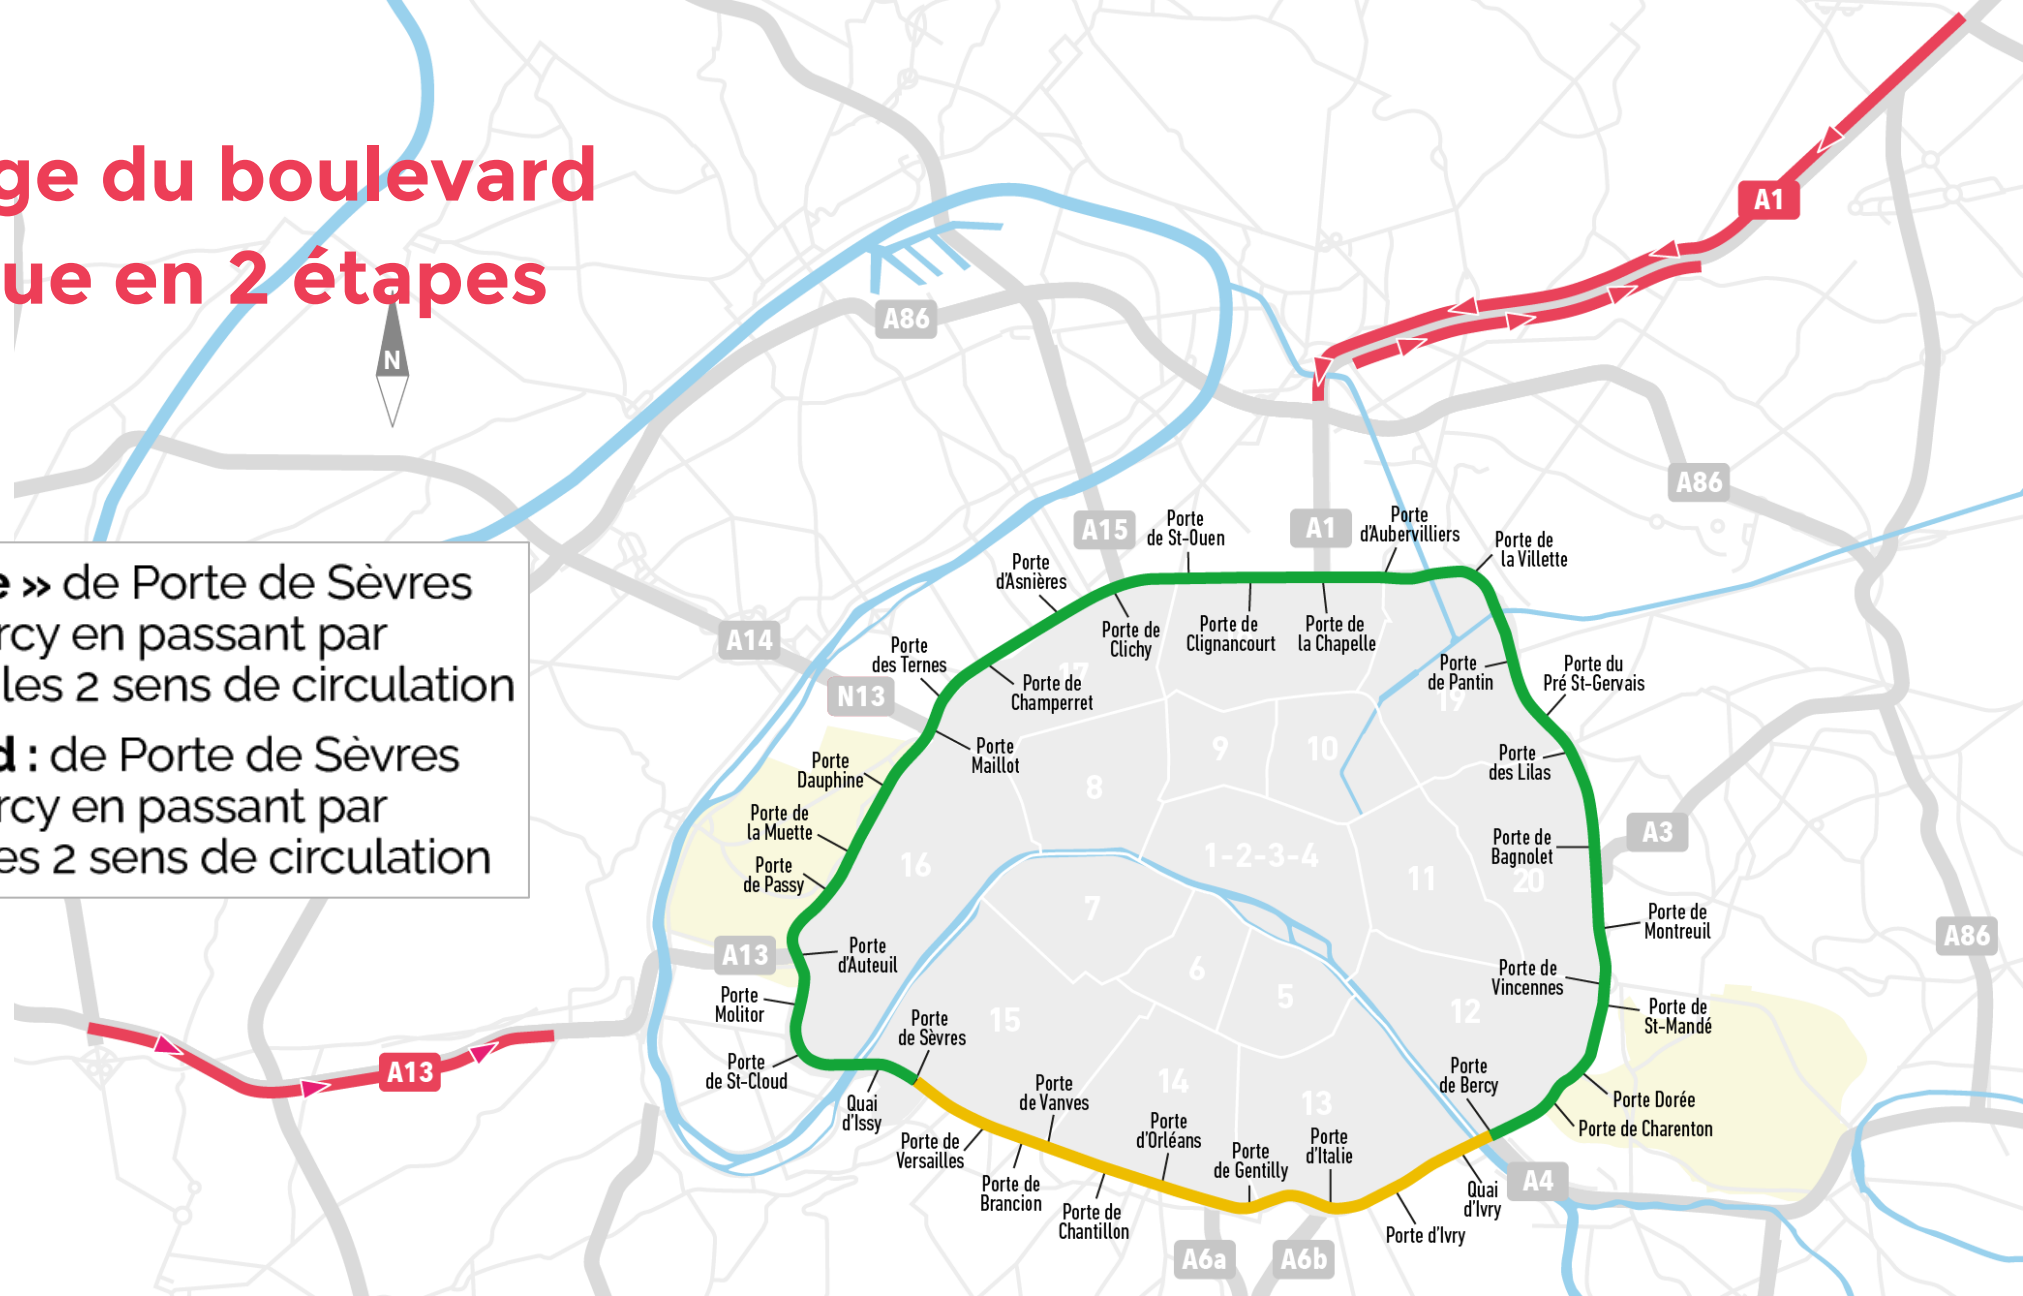 ge du boulevard
ue en 2 étapes
N
e » de Porte de Sèvres
rcy en passant par
les 2 sens de circulation
d : de Porte de Sèvres
rcy en passant par
es 2 sens de circulation
A1
A86
A86
A15
A1
A14
N13
A3
A86
A13
A13
A4
A6a
A6b
Porte
de St-Ouen
Porte
d'Aubervilliers
Porte de
la Villette
Porte
d'Asnières
Porte de
Clichy
Porte de
Clignancourt
Porte de
la Chapelle
Porte
des Ternes
Porte de
Champerret
Porte
de Pantin
Porte du
Pré St-Gervais
Porte
Maillot
Porte
Dauphine
Porte
des Lilas
Porte de
la Muette
Porte de
Bagnolet
Porte
de Passy
Porte de
Montreuil
Porte
d'Auteuil
Porte de
Vincennes
Porte
Molitor
Porte de
St-Mandé
Porte
de Sèvres
Porte
de St-Cloud
Porte
de Bercy
Quai
d'Issy
Porte
de Vanves
Porte Dorée
Porte de Charenton
Porte de
Versailles
Porte
d'Orléans
Porte
de Gentilly
Porte
d'Italie
Porte de
Brancion
Quai
d'Ivry
Porte de
Chantillon
Porte d'Ivry
17
19
9
10
8
16
1-2-3-4
11
20
7
6
5
12
15
14
13